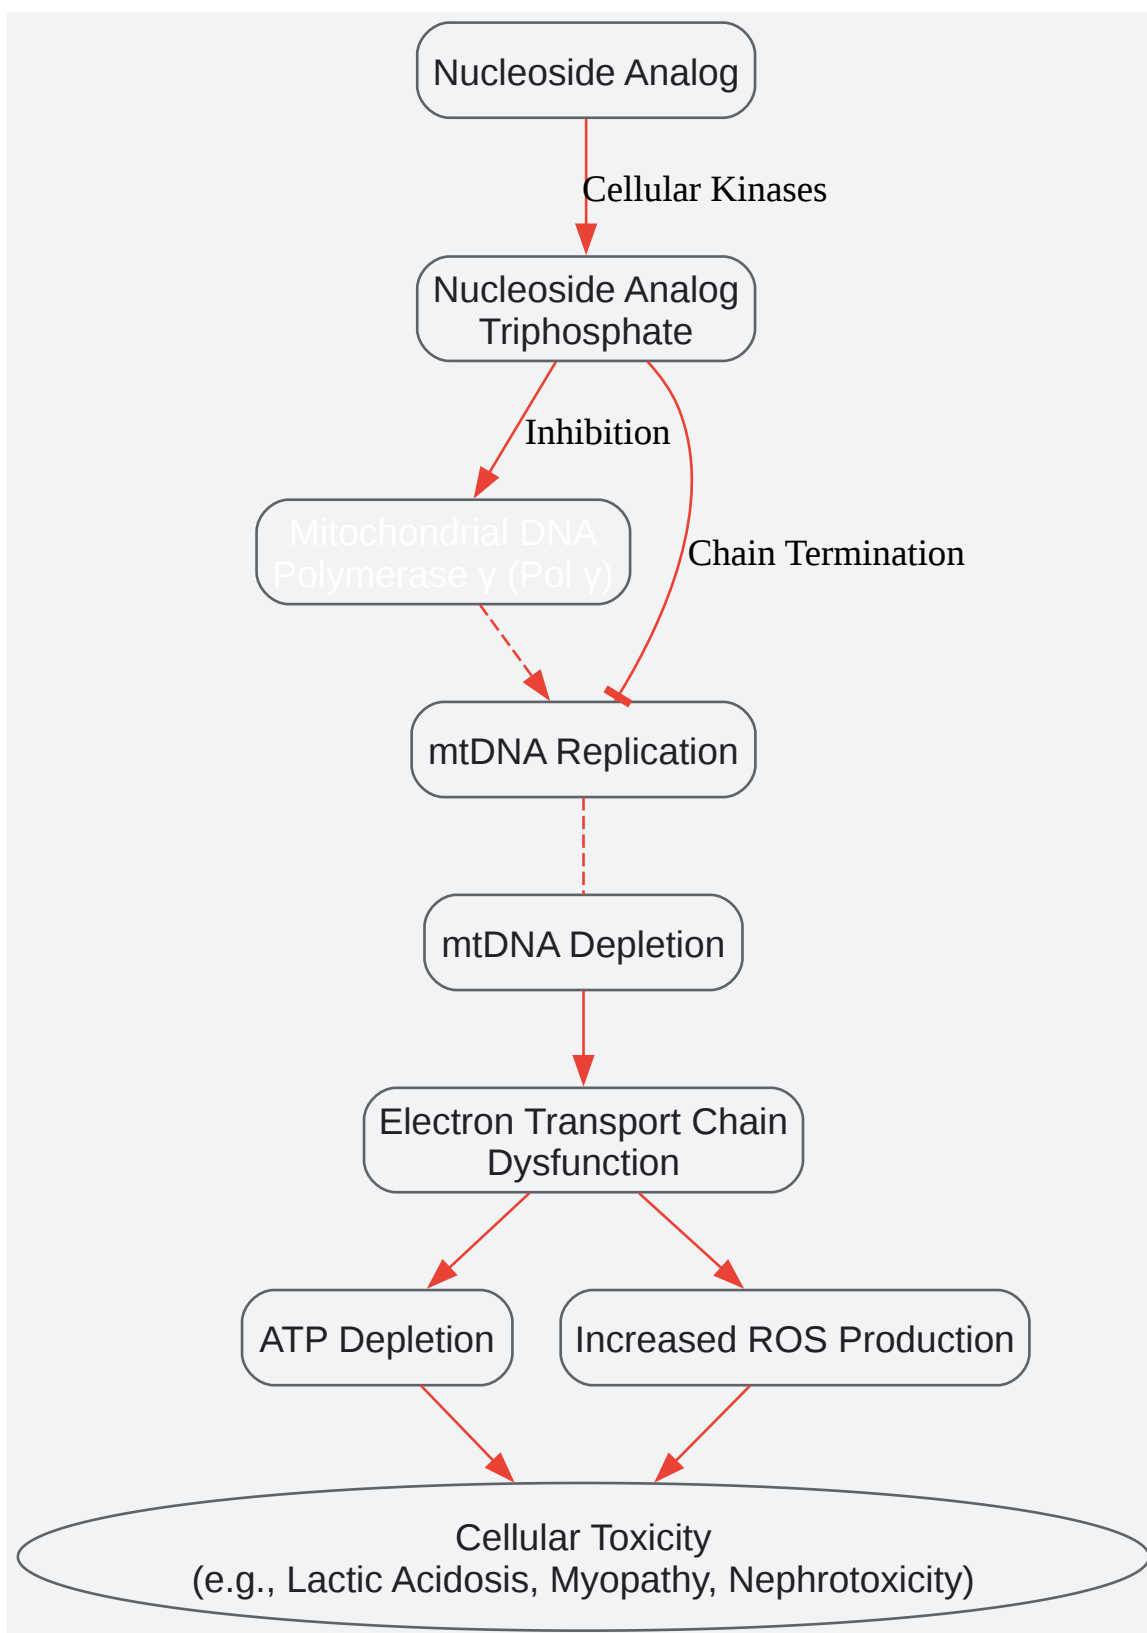 Nucleoside Analog
Cellular Kinases
Nucleoside Analog
Triphosphate
Inhibition
Mitochondrial DNA
Polymerase γ (Pol γ)
Chain Termination
mtDNA Replication
mtDNA Depletion
Electron Transport Chain
Dysfunction
ATP Depletion
Increased ROS Production
Cellular Toxicity
(e.g., Lactic Acidosis, Myopathy, Nephrotoxicity)